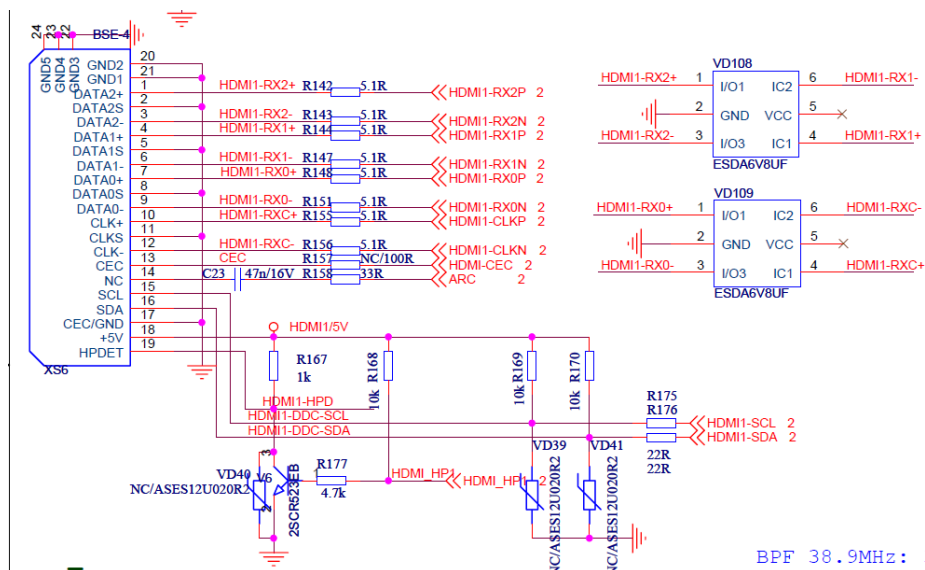 24
23
22
BSE-4
GND5
GND4
GND3
GND2 20
GND1 21
DATA2+ 1 HDMI1-RX2+ R142 5.1R HDMI1-RX2P 2
DATA2S 2
DATA2- 3 HDMI1-RX2- R143 5.1R HDMI1-RX2N 2
DATA1+ 4 HDMI1-RX1+ R144 5.1R HDMI1-RX1P 2
DATA1S 5
DATA1- 6 HDMI1-RX1- R147 5.1R HDMI1-RX1N 2
DATA0+ 7 HDMI1-RX0+ R148 5.1R HDMI1-RX0P 2
DATA0S 8
DATA0- 9 HDMI1-RX0- R151 5.1R HDMI1-RX0N 2
CLK+ 10 HDMI1-RXC+ R155 5.1R HDMI1-CLKP 2
CLKS 11
CLK- 12 HDMI1-RXC- R156 5.1R HDMI1-CLKN 2
CEC 13 CEC R157 NC/100R HDMI-CEC 2
NC 14 C23 47n/16V R158 33R ARC 2
SCL 15
SDA 16
CEC/GND 17
+5V 18
HPDET 19
XS6
VD108
HDMI1-RX2+ 1 I/O1 IC2 6 HDMI1-RX1-
2 GND VCC 5
HDMI1-RX2- 3 I/O3 IC1 4 HDMI1-RX1+
ESDA6V8UF
VD109
HDMI1-RX0+ 1 I/O1 IC2 6 HDMI1-RXC-
2 GND VCC 5
HDMI1-RX0- 3 I/O3 IC1 4 HDMI1-RXC+
ESDA6V8UF
HDMI1/5V
R167
1k
R168
10k
R169
10k
R170
10k
HDMI1-HPD
HDMI1-DDC-SCL
HDMI1-DDC-SDA
R175
R176
HDMI1-SCL 2
HDMI1-SDA 2
22R
22R
VD40
NC/ASES12U020R2
3
V6
1
2
2SCR523EB
R177
4.7k
HDMI_HP1
HDMI_HP1 2
VD39
NC/ASES12U020R2
VD41
NC/ASES12U020R2
BPF 38.9MHz: